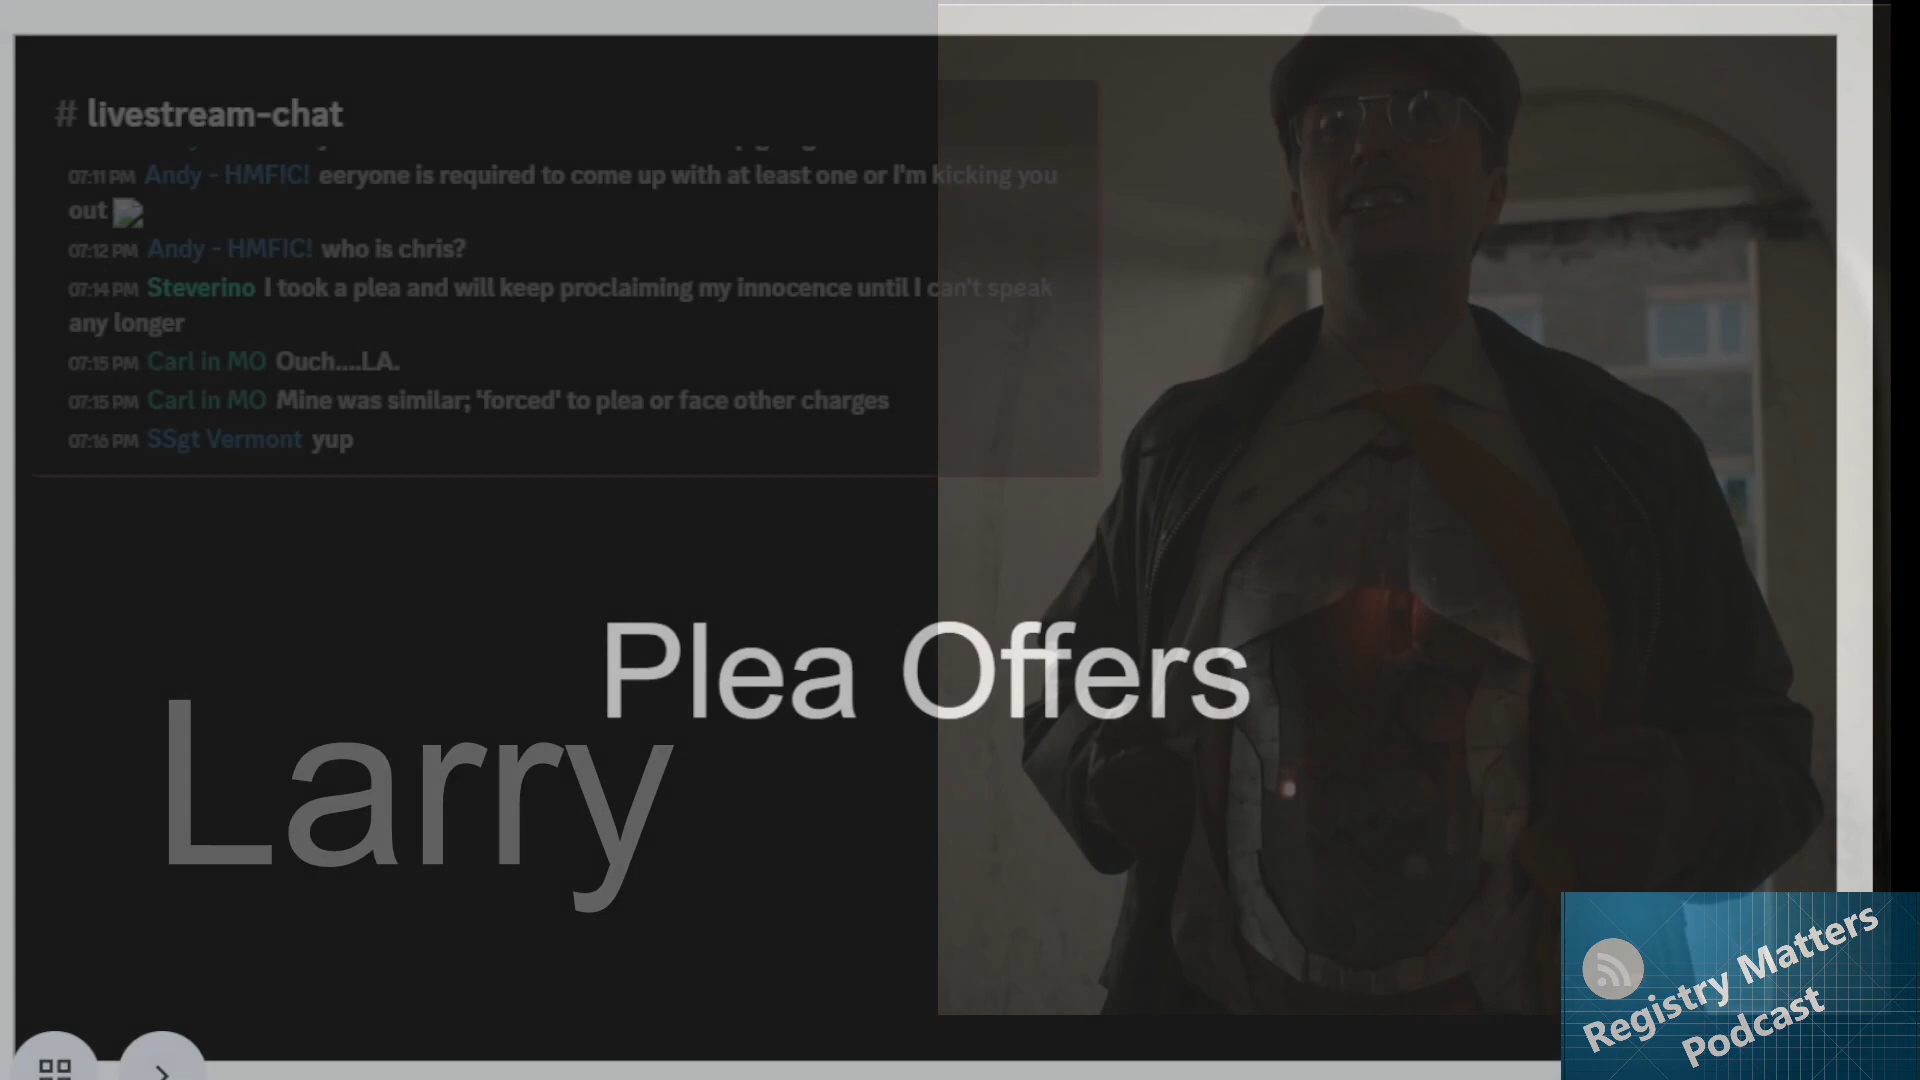 # livestream-chat
07:11 PM Andy - HMFIC! eeryone is required to come up with at least one or I'm kicking you
out
07:12 PM Andy - HMFIC! who is chris?
07:14 PM Steverino I took a plea and will keep proclaiming my innocence until I can't speak
any longer
07:15 PM Carl in MO Ouch....LA.
07:15 PM Carl in MO Mine was similar; 'forced' to plea or face other charges
07:16 PM SSgt Vermont yup
Plea Offers
Larry
Registry Matters
Podcast